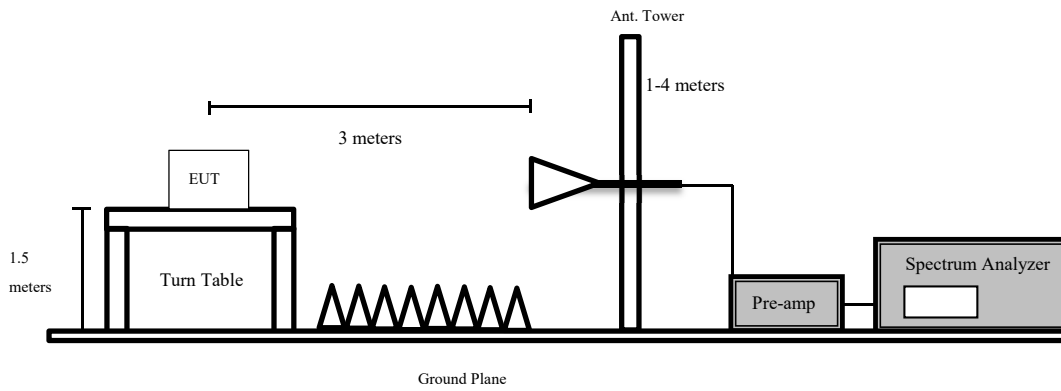 Ant. Tower
1-4 meters
3 meters
EUT
1.5
meters
Turn Table
Spectrum Analyzer
Pre-amp
Ground Plane